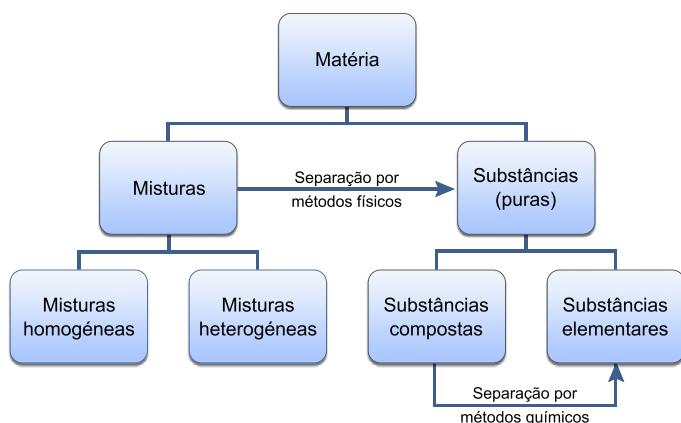 Matéria
Misturas
Separação por
métodos físicos
Substâncias
(puras)
Misturas
homogéneas
Misturas
heterogéneas
Substâncias
compostas
Substâncias
elementares
Separação por
métodos químicos